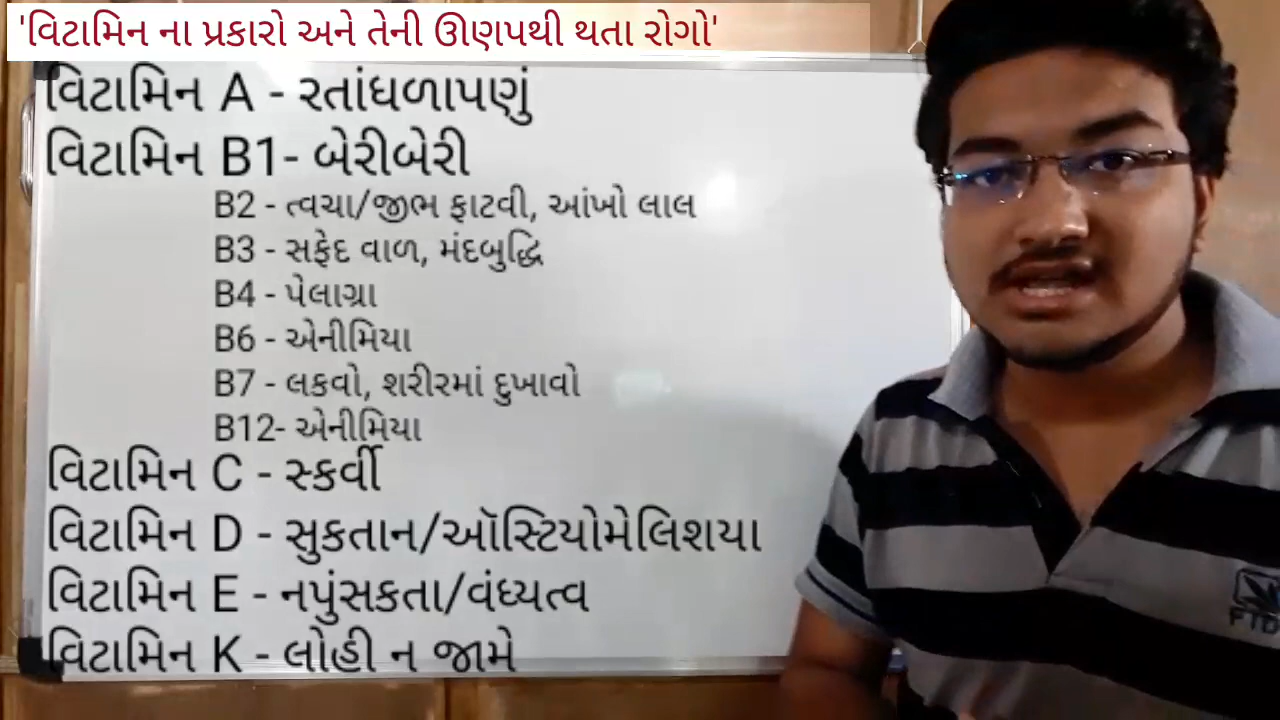 'વિટામિન ના પ્રકારો અને તેની ઊણપથી થતા રોગો'
વિટામિન A - રતાંધળાપણું
વિટામિન B1- બેરીબેરી
B2 - ત્વચા/જીભ ફાટવી, આંખો લાલ
B3 - સફેદ વાળ, મંદબુદ્ધિ
B4 - પેલાગ્રા
B6 - એનીમિયા
B7 - લકવો, શરીરમાં દુખાવો
B12- એનીમિયા
વિટામિન C - સ્કર્વી
વિટામિન D - સુકતાન/ઑસ્ટિયોમેલિશયા
વિટામિન E - નપુંસકતા/વંધ્યત્વ
વિટામિન K - લોહી ન જામે